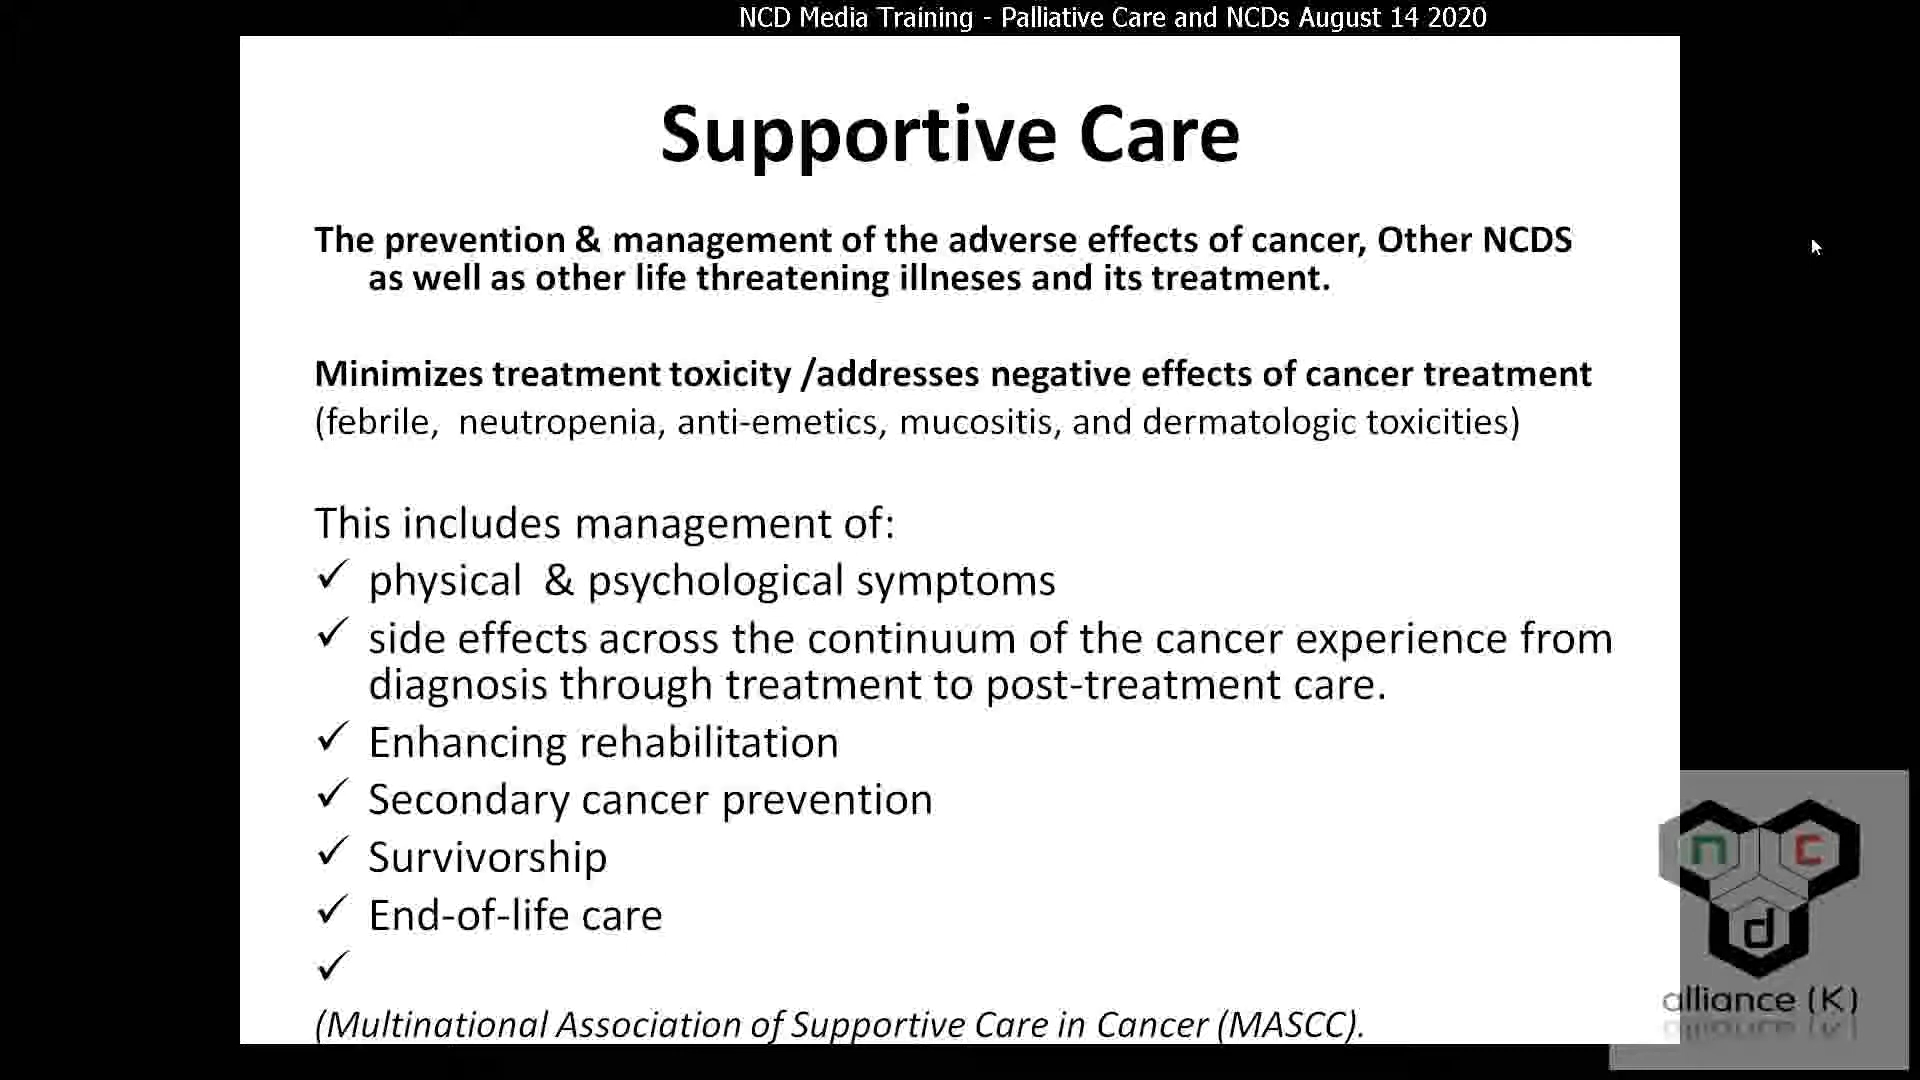 NCD Media Training - Palliative Care and NCDs August 14 2020
Supportive Care
The prevention & management of the adverse effects of cancer, Other NCDS
as well as other life threatening illneses and its treatment.
Minimizes treatment toxicity /addresses negative effects of cancer treatment
(febrile, neutropenia, anti-emetics, mucositis, and dermatologic toxicities)
This includes management of:
✓ physical & psychological symptoms
✓ side effects across the continuum of the cancer experience from
diagnosis through treatment to post-treatment care.
✓ Enhancing rehabilitation
✓ Secondary cancer prevention
✓ Survivorship
✓ End-of-life care
✓
(Multinational Association of Supportive Care in Cancer (MASCC).
n c
d
alliance (K)